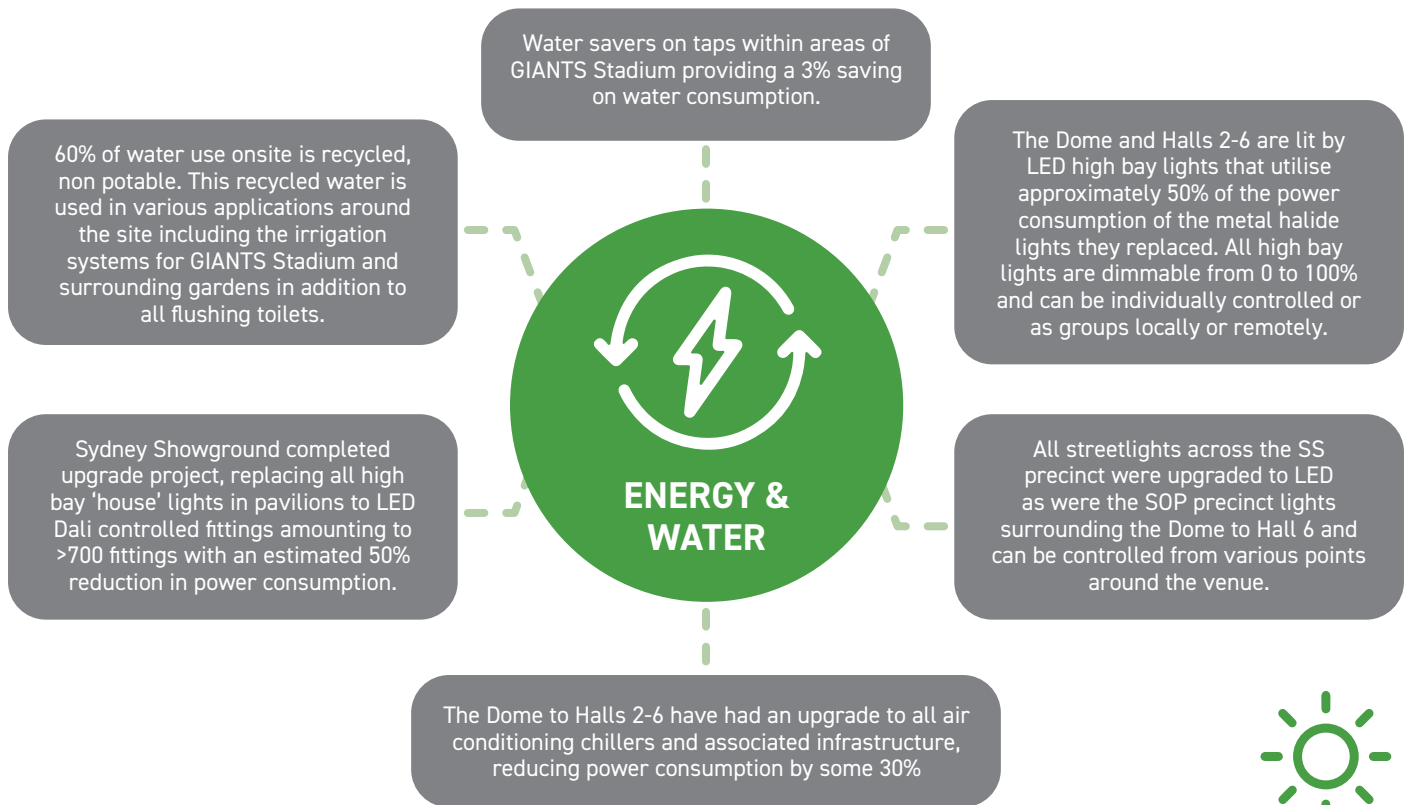 Water savers on taps within areas of
GIANTS Stadium providing a 3% saving
on water consumption.
60% of water use onsite is recycled,
non potable. This recycled water is
used in various applications around
the site including the irrigation
systems for GIANTS Stadium and
surrounding gardens in addition to
all flushing toilets.
The Dome and Halls 2-6 are lit by
LED high bay lights that utilise
approximately 50% of the power
consumption of the metal halide
lights they replaced. All high bay
lights are dimmable from 0 to 100%
and can be individually controlled or
as groups locally or remotely.
ENERGY &
WATER
Sydney Showground completed
upgrade project, replacing all high
bay ‘house’ lights in pavilions to LED
Dali controlled fittings amounting to
>700 fittings with an estimated 50%
reduction in power consumption.
All streetlights across the SS
precinct were upgraded to LED
as were the SOP precinct lights
surrounding the Dome to Hall 6 and
can be controlled from various points
around the venue.
The Dome to Halls 2-6 have had an upgrade to all air
conditioning chillers and associated infrastructure,
reducing power consumption by some 30%